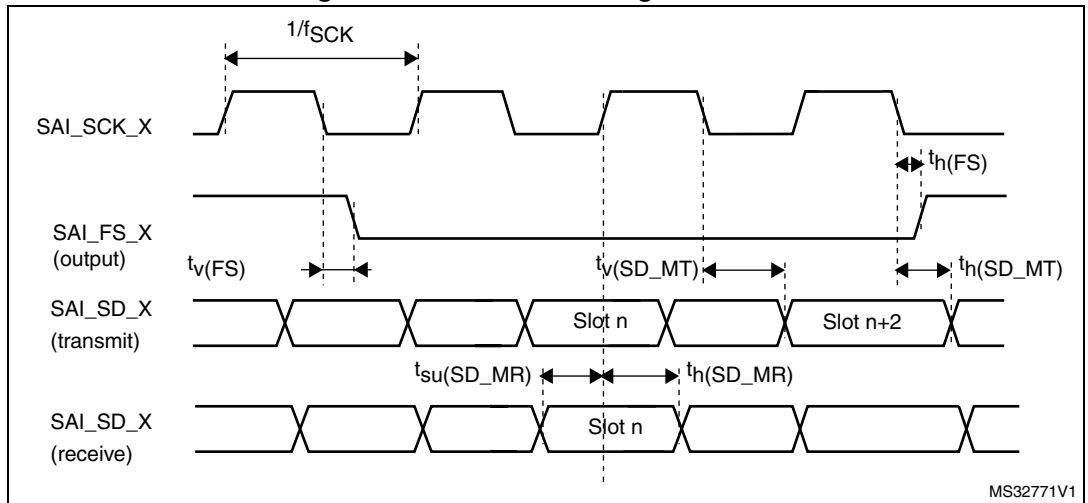 1/fSCK
SAI_SCK_X
th(FS)
SAI_FS_X
(output)
tv(FS)
tv(SD_MT)
th(SD_MT)
SAI_SD_X
(transmit)
Slot n
Slot n+2
tsu(SD_MR)
th(SD_MR)
SAI_SD_X
(receive)
Slot n
MS32771V1